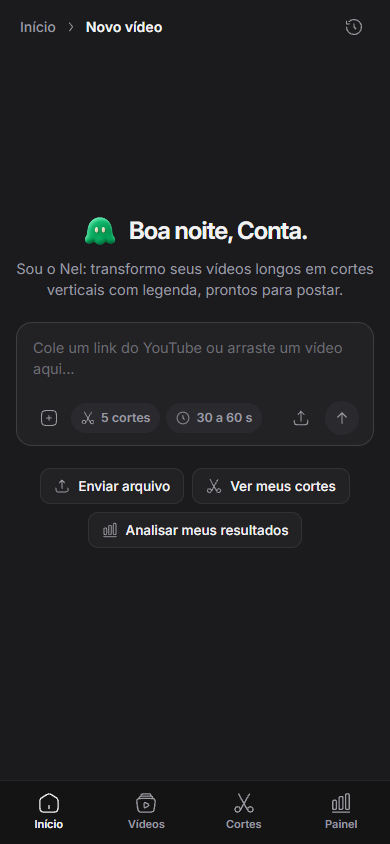 Início > Novo vídeo
Boa noite, Conta.
Sou o Nel: transformo seus vídeos longos em cortes
verticais com legenda, prontos para postar.
Cole um link do YouTube ou arraste um vídeo
aqui...
5 cortes
30 a 60 s
Enviar arquivo
Ver meus cortes
Analisar meus resultados
Início
Vídeos
Cortes
Painel